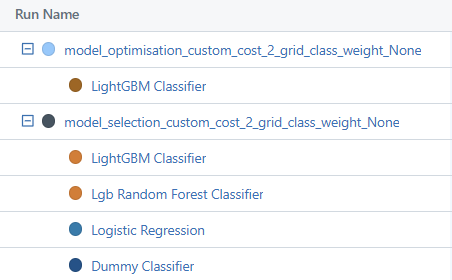 Run Name
model_optimisation_custom_cost_2_grid_class_weight_None
LightGBM Classifier
model_selection_custom_cost_2_grid_class_weight_None
LightGBM Classifier
Lgb Random Forest Classifier
Logistic Regression
Dummy Classifier